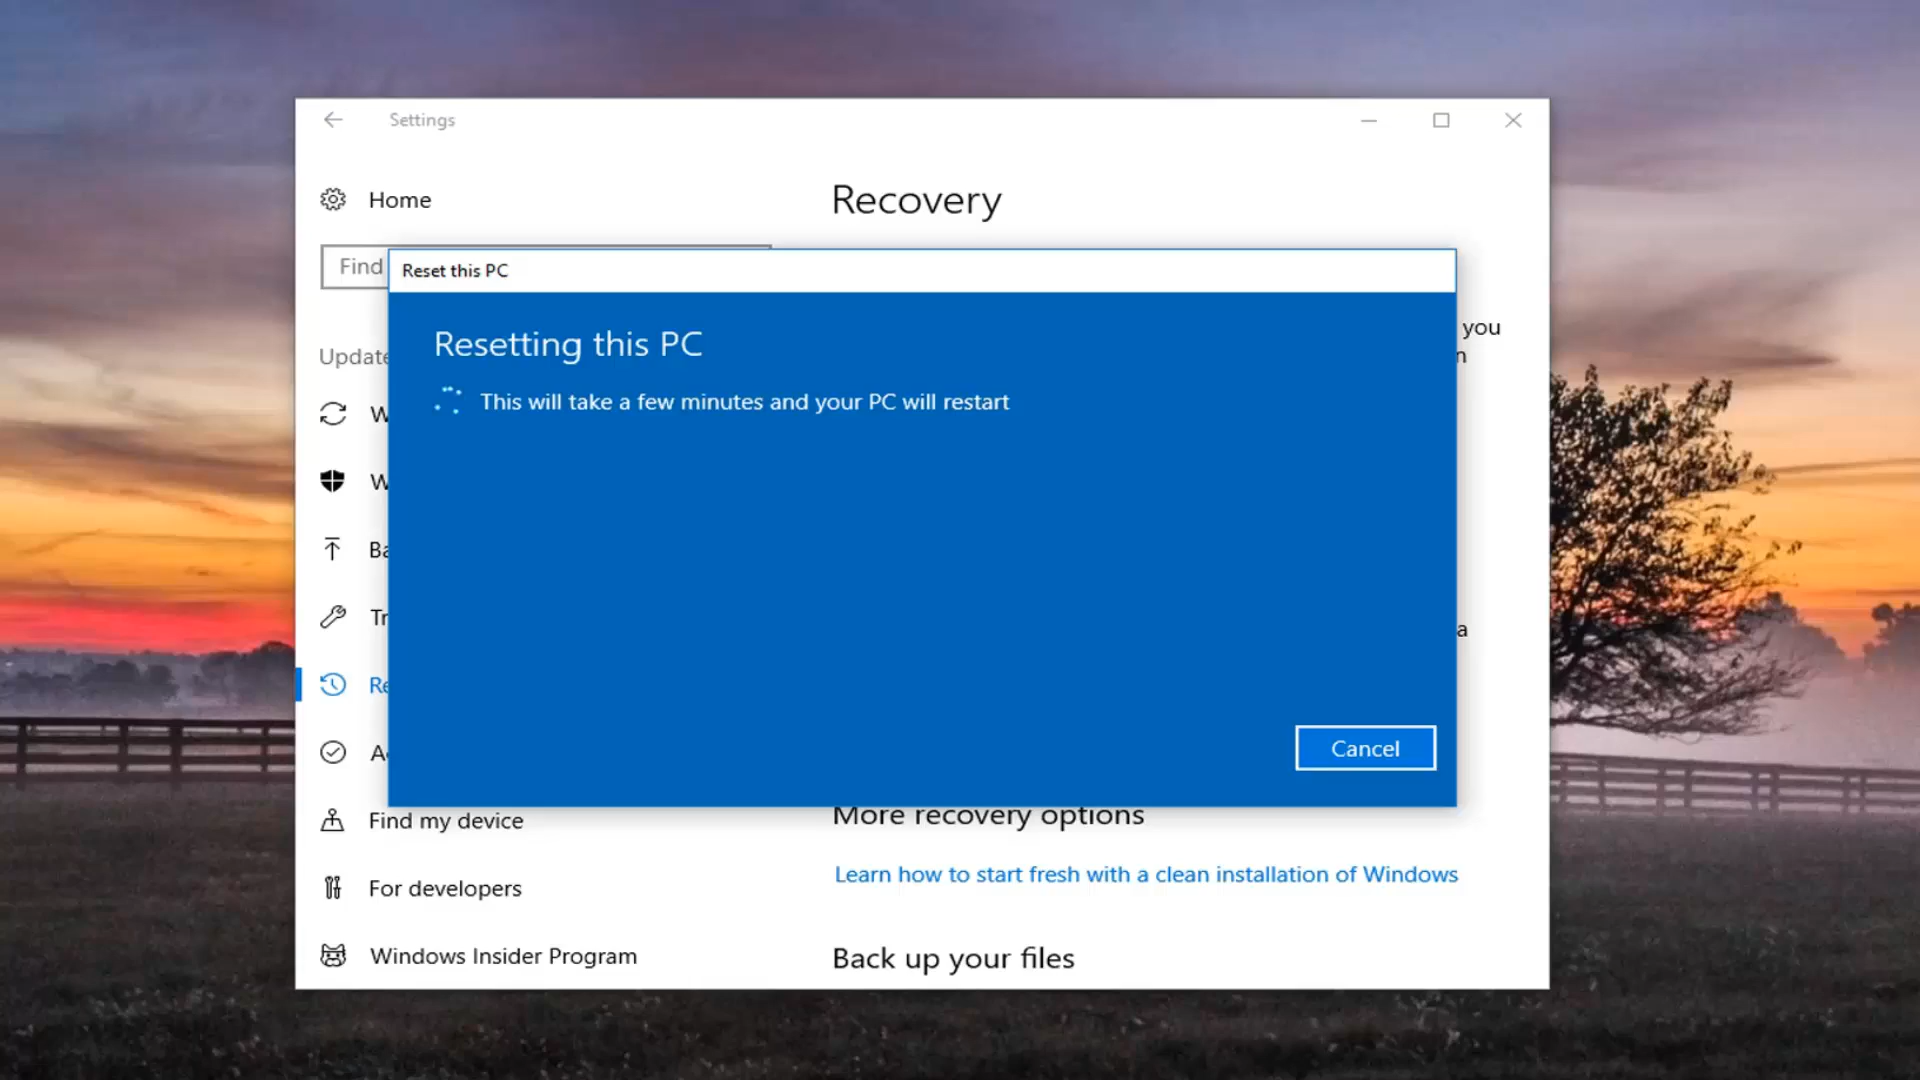 Settings
Home
Recovery
Find
Reset this PC
Resetting this PC
This will take a few minutes and your PC will restart
you
Cancel
Find my device
More recovery options
Learn how to start fresh with a clean installation of Windows
For developers
Windows Insider Program
Back up your files